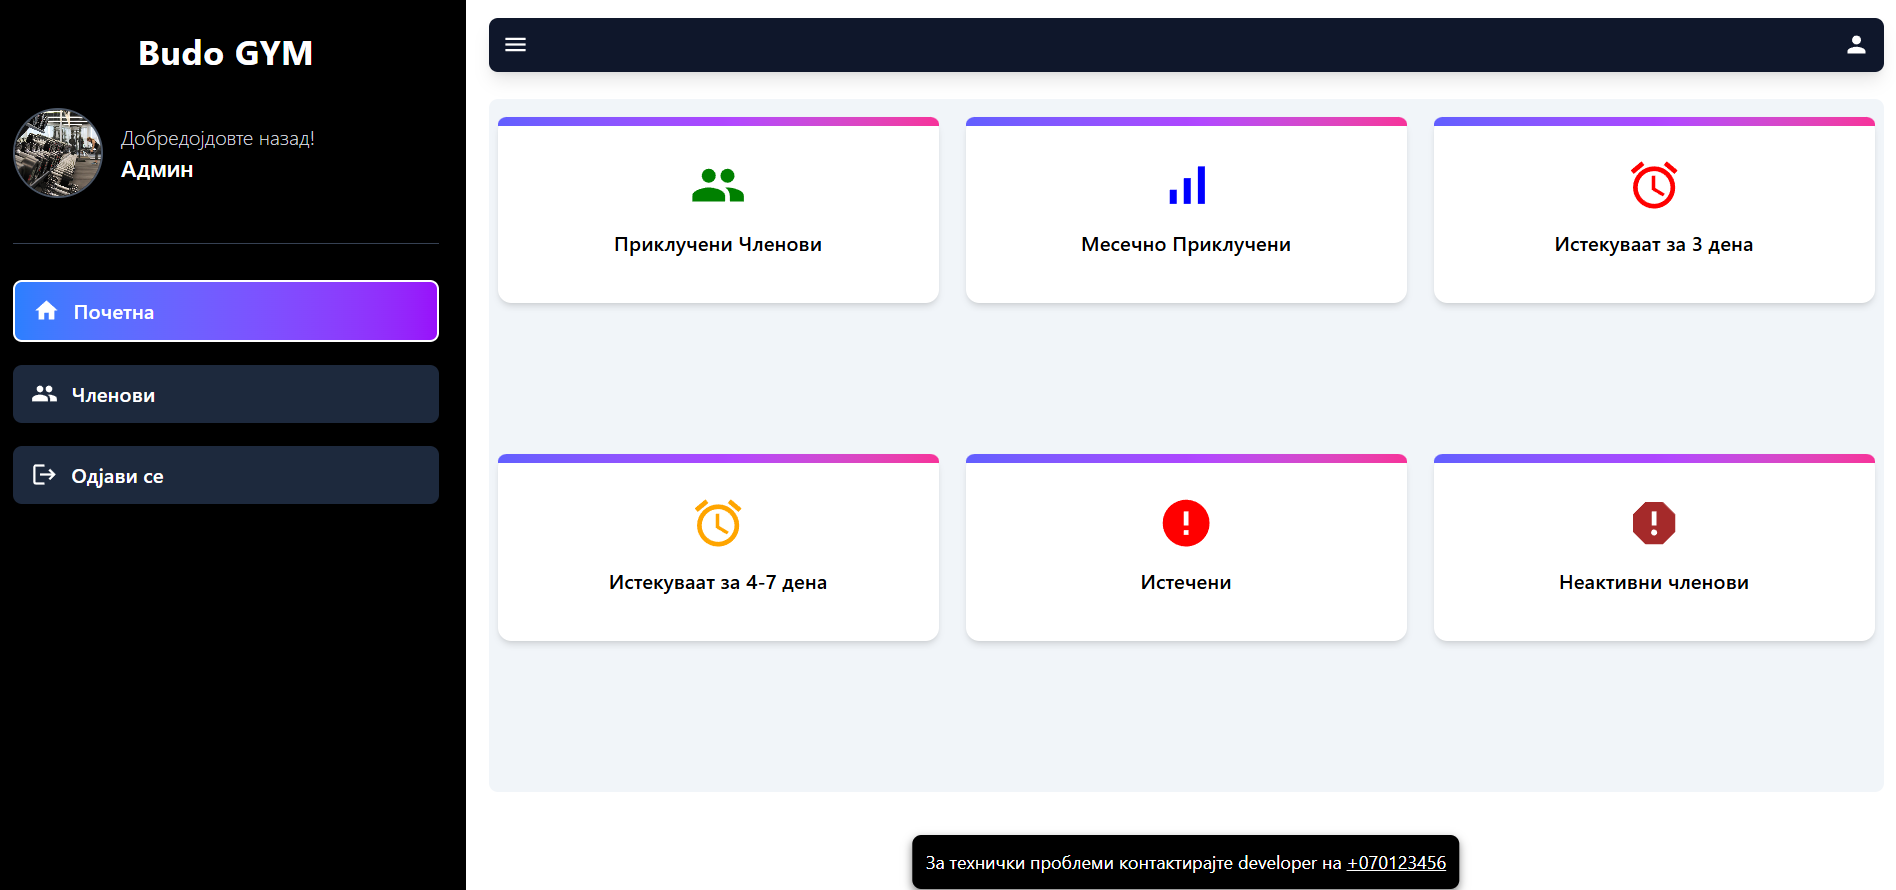 Budo GYM
Добредојдовте назад!
Админ
Почетна
Членови
Одјави се
Приклучени Членови
Месечно Приклучени
Истекуваат за 3 дена
Истекуваат за 4-7 дена
Истечени
Неактивни членови
За технички проблеми контактирајте developer на +070123456